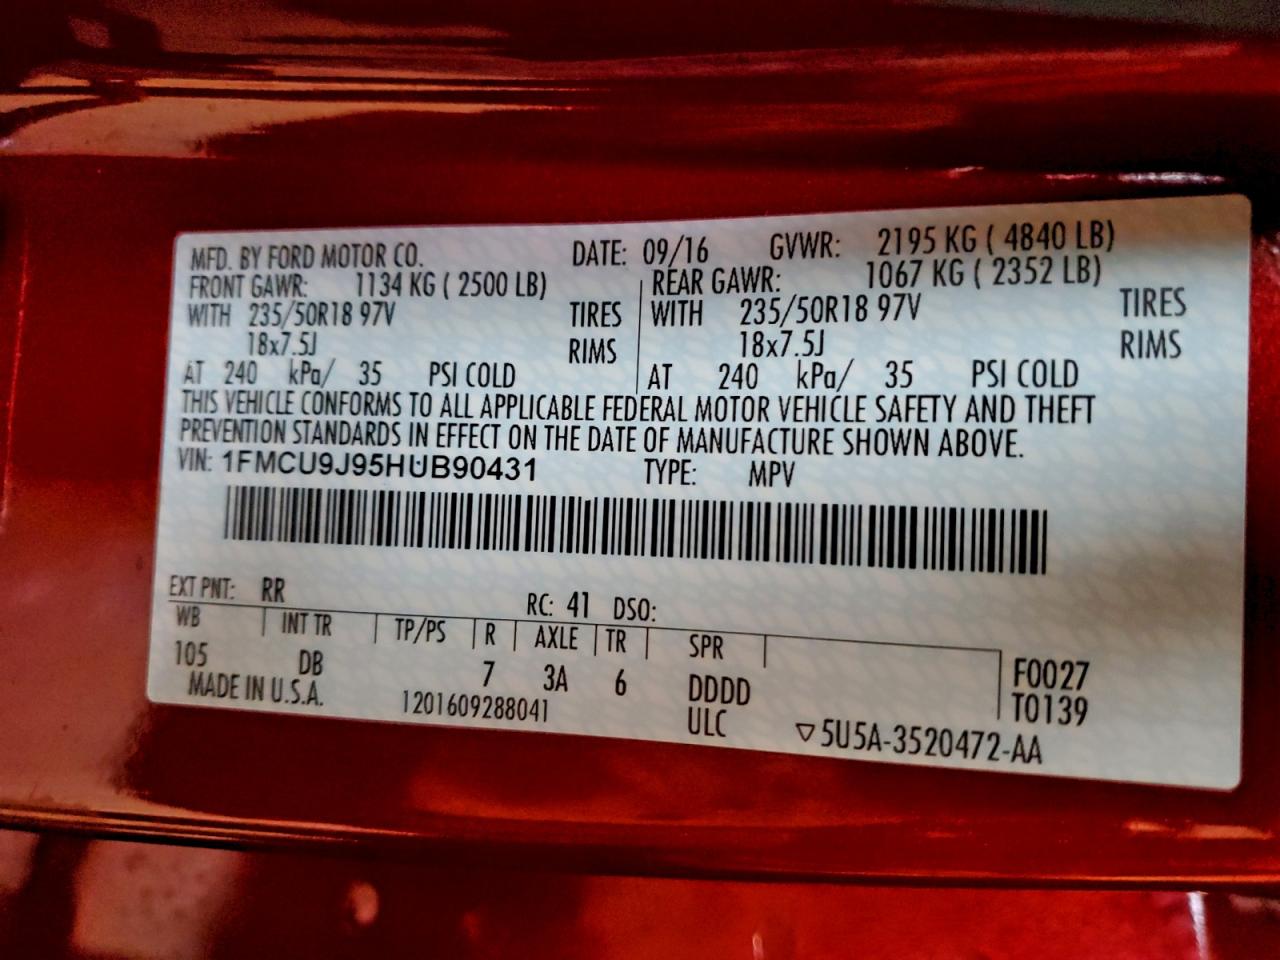 MFD. BY FORD MOTOR CO. DATE: 09/16 GVWR: 2195 KG ( 4840 LB)
FRONT GAWR: 1134 KG ( 2500 LB) REAR GAWR: 1067 KG ( 2352 LB)
WITH 235/50R18 97V TIRES WITH 235/50R18 97V TIRES
18x7.5J RIMS 18x7.5J RIMS
AT 240 kPa/ 35 PSI COLD AT 240 kPa/ 35 PSI COLD
THIS VEHICLE CONFORMS TO ALL APPLICABLE FEDERAL MOTOR VEHICLE SAFETY AND THEFT
PREVENTION STANDARDS IN EFFECT ON THE DATE OF MANUFACTURE SHOWN ABOVE.
VIN: 1FMCU9J95HUB90431 TYPE: MPV
EXT PNT: RR RC: 41 DSO:
WB INT TR TP/PS R AXLE TR SPR
105 DB 7 3A 6 DDDD F0027
MADE IN U.S.A. 1201609288041 ULC T0139
▽5U5A-3520472-AA